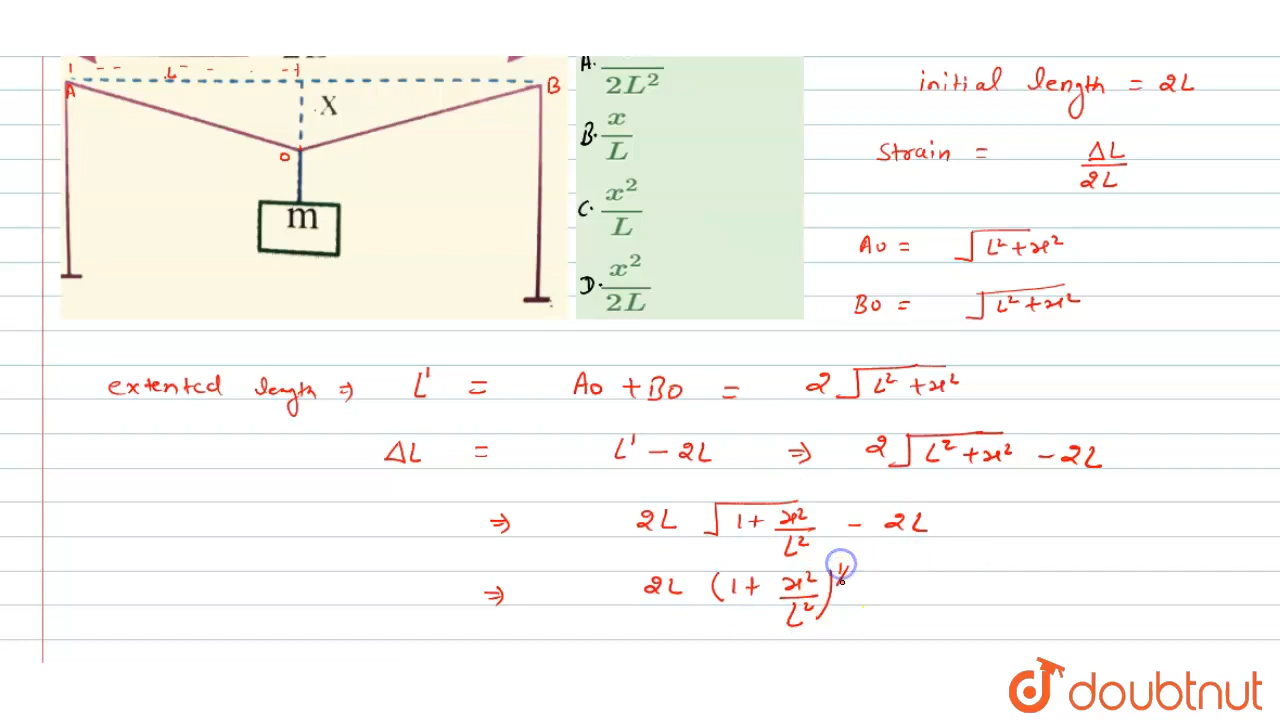 L
A
B
X
O
m
A.
2L²
B. x/L
C. x²/L
D. x²/2L
initial length = 2L
Strain = ΔL/2L
AO = √L²+x²
BO = √L²+x²
extented length ⇒ L' = AO + BO = 2√L²+x²
ΔL = L' - 2L ⇒ 2√L²+x² - 2L
⇒ 2L √1+x²/L² - 2L
⇒ 2L (1+x²/L²)
doubtnut